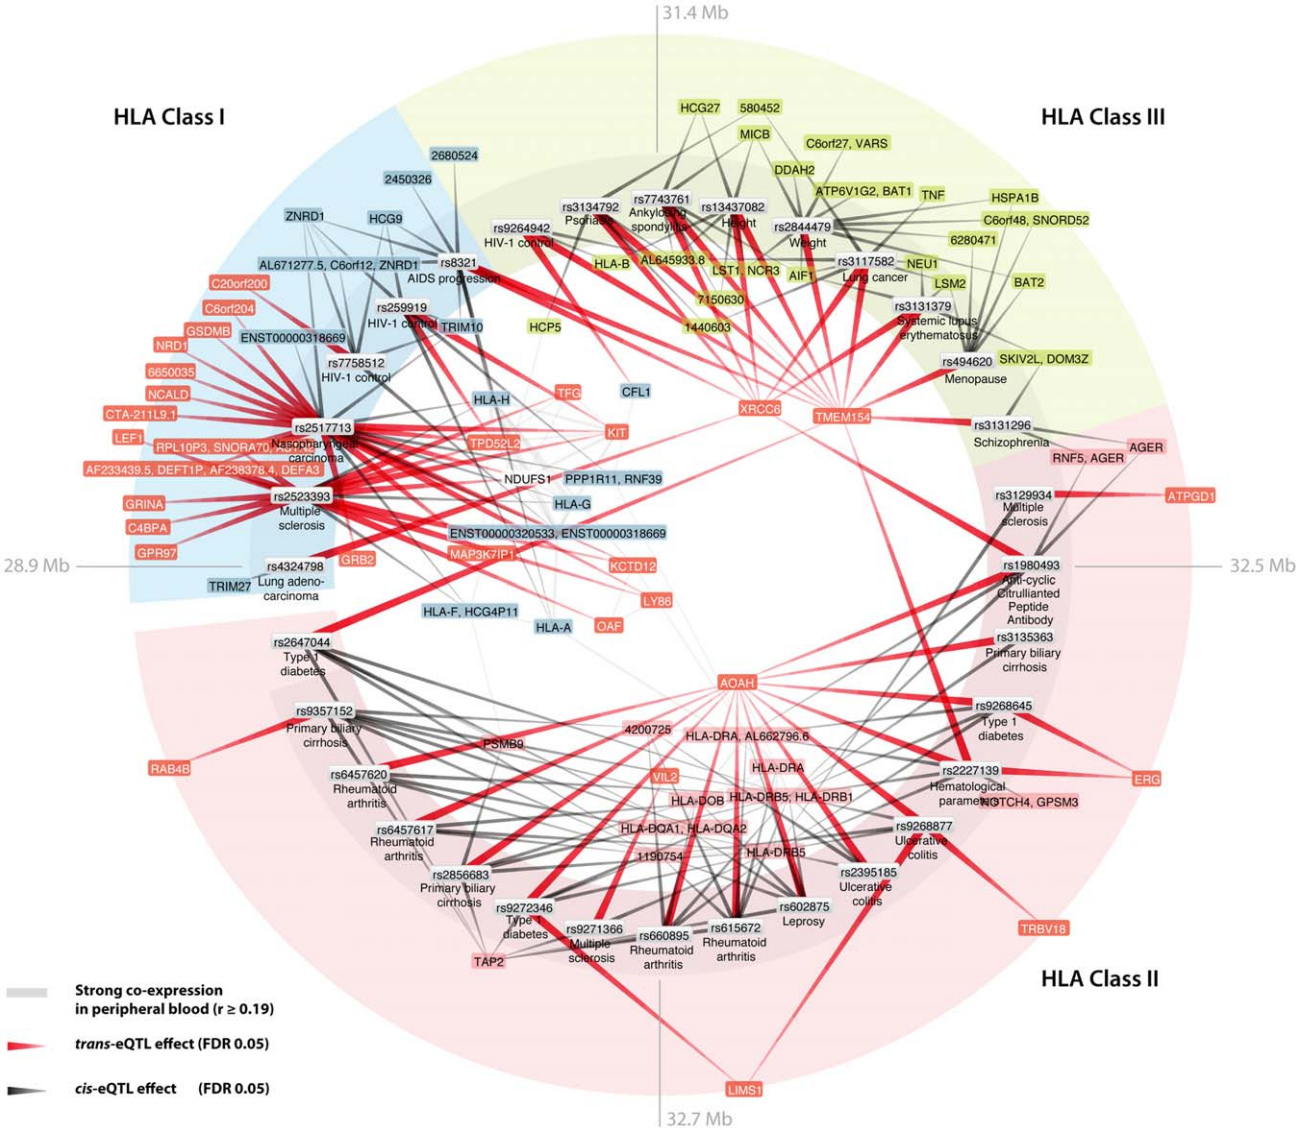 31.4 Mb
HLA Class I
HLA Class III
HCG27
580452
MICB
C6orf27, VARS
2680524
DDAH2
2450326
ATP6V1G2, BAT1
TNF
HSPA1B
ZNRD1
HCG9
rs3134792
Psoriasis
rs7743761
Ankylosing
spondylitis
rs13437082
Height
C6orf48, SNORD52
rs9264942
HIV-1 control
rs2844479
Weight
6280471
AL671277.5, C6orf12, ZNRD1
rs8321
AIDS progression
HLA-B
AL645933.8
LST1, NCR3
AIF1
rs3117582
Lung cancer
NEU1
LSM2
BAT2
C20orf200
C6orf204
rs259919
HIV-1 control
TRIM10
7150630
rs3131379
Systemic lupus
erythematosus
GSDMB
ENST00000318669
HCP5
1440603
NRD1
rs7758512
HIV-1 control
rs494620
Menopause
SKIV2L, DOM3Z
6650035
NCALD
HLA-H
TFG
CFL1
CTA-211L9.1
XRCC6
TMEM154
rs2517713
Nasopharyngeal
carcinoma
rs3131296
Schizophrenia
LEF1
RPL10P3, SNORA70,
TPD52L2
KIT
AGER
RNF5, AGER
AF233439.5, DEFT1P, AF238378.4, DEFA3
NDUFS1
PPP1R11, RNF39
rs2523393
Multiple
sclerosis
rs3129934
Multiple
sclerosis
ATPGD1
GRINA
HLA-G
C4BPA
ENST00000320533, ENST00000318669
GPR97
GRB2
MAP3K7IP1
28.9 Mb
rs4324798
Lung adeno-
carcinoma
KCTD12
rs1980493
Anti-cyclic
Citrullianted
Peptide
Antibody
32.5 Mb
TRIM27
LY86
HLA-F, HCG4P11
HLA-A
OAF
rs2647044
Type 1
diabetes
rs3135363
Primary biliary
cirrhosis
AOAH
rs9357152
Primary biliary
cirrhosis
rs9268645
Type 1
diabetes
4200725
HLA-DRA, AL662796.6
PSMB9
RAB4B
rs6457620
Rheumatoid
arthritis
VIL2
HLA-DRA
rs2227139
Hematological
parameters
ERG
HLA-DOB
HLA-DRB5, HLA-DRB1
NOTCH4, GPSM3
rs6457617
Rheumatoid
arthritis
HLA-DQA1, HLA-DQA2
rs9268877
Ulcerative
colitis
1190754
HLA-DRB5
rs2856683
Primary biliary
cirrhosis
rs2395185
Ulcerative
colitis
rs9272346
Type 1
diabetes
rs602875
Leprosy
rs9271366
Multiple
sclerosis
rs660895
Rheumatoid
arthritis
rs615672
Rheumatoid
arthritis
TRBV18
TAP2
HLA Class II
Strong co-expression
in peripheral blood (r ≥ 0.19)
trans-eQTL effect (FDR 0.05)
cis-eQTL effect (FDR 0.05)
LIMS1
32.7 Mb